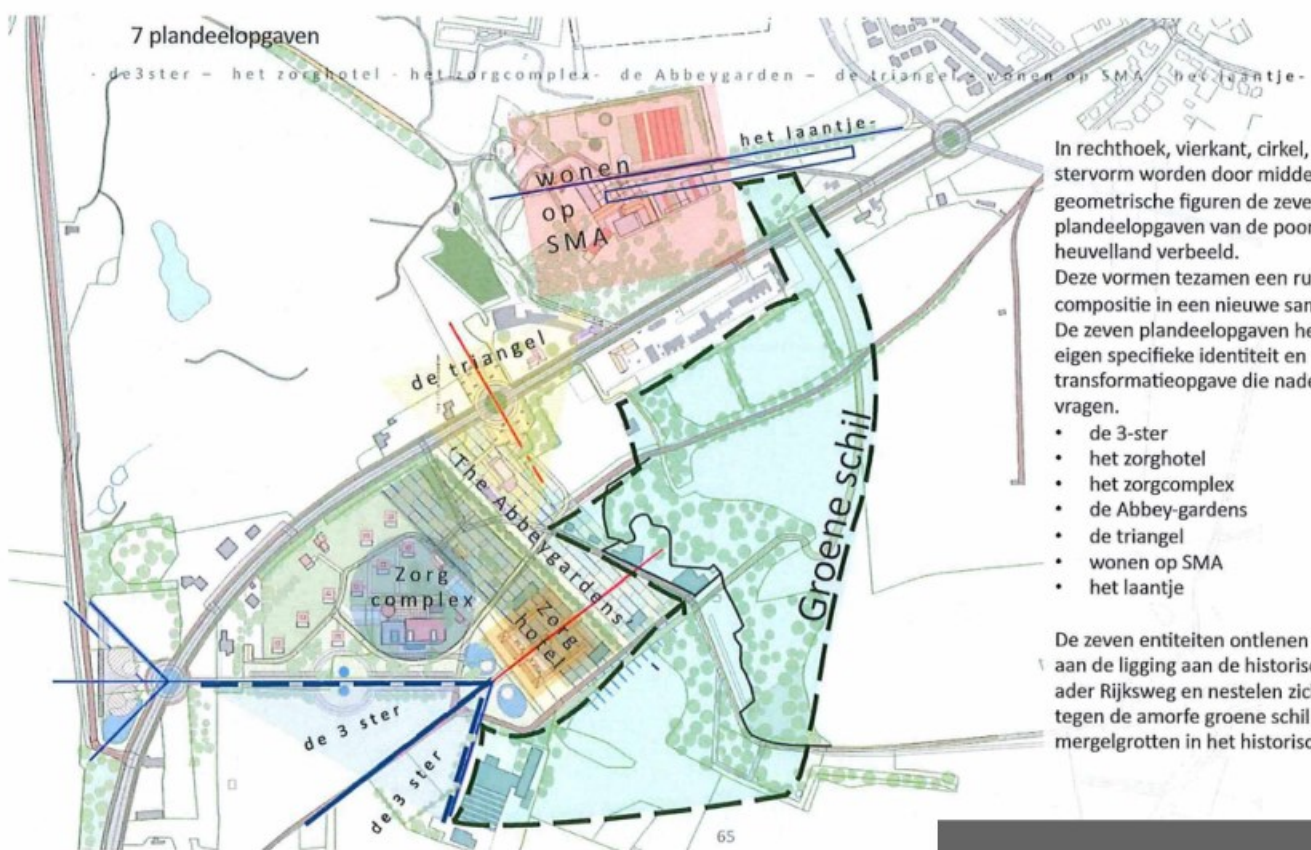 7 plandeelopgaven
- de3ster – het zorghotel - het zorgcomplex- de Abbeygarden – de triangel - wonen op SMA - het laantje-
het laantje-
wonen
op
SMA
de triangel
The Abbeygardens
Zorg
complex
Zorg
hotel
Groene schil
de 3 ster
de 3 ster
65
In rechthoek, vierkant, cirkel,
stervorm worden door midde
geometrische figuren de zeve
plandeelopgaven van de poor
heuvelland verbeeld.
Deze vormen tezamen een ru
compositie in een nieuwe sar
De zeven plandeelopgaven he
eigen specifieke identiteit en
transformatieopgave die nade
vragen.
• de 3-ster
• het zorghotel
• het zorgcomplex
• de Abbey-gardens
• de triangel
• wonen op SMA
• het laantje
De zeven entiteiten ontlenen
aan de ligging aan de historisc
ader Rijksweg en nestelen zic
tegen de amorfe groene schil
mergelgrotten in het historisc